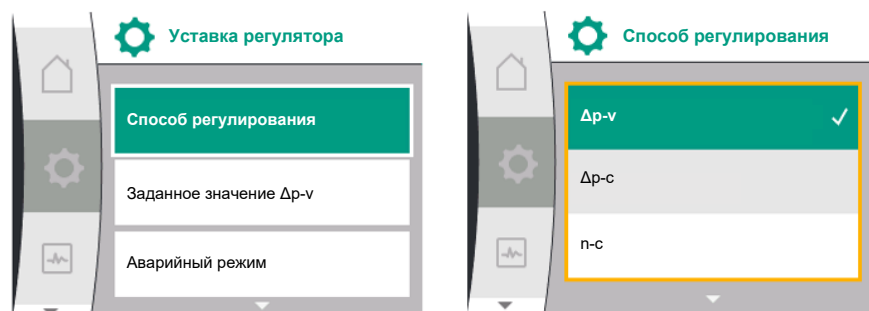 Уставка регулятора
Способ регулирования
Заданное значение Δp-v
Аварийный режим
Способ регулирования
Δp-v
Δp-c
n-c